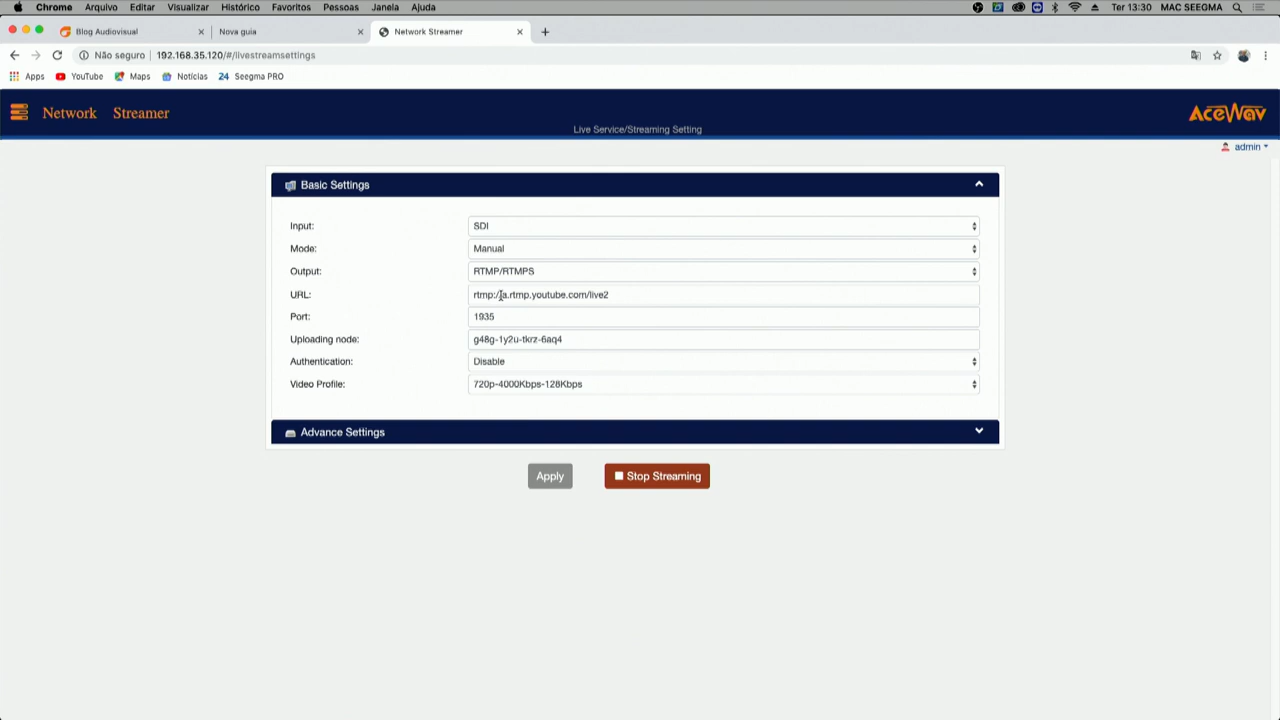 Chrome Arquivo Editar Visualizar Histórico Favoritos Pessoas Janela Ajuda Ter 13:30 MAC SEEGMA
Blog Audiovisual Nova guia Network Streamer
Não seguro 192.168.35.120/#/livestreamsettings
Apps YouTube Maps Notícias 24 Seegma PRO
Network Streamer AceWav
Live Service/Streaming Setting
admin
Basic Settings
Input: SDI
Mode: Manual
Output: RTMP/RTMPS
URL: rtmp://a.rtmp.youtube.com/live2
Port: 1935
Uploading node: g48g-1y2u-tkrz-6aq4
Authentication: Disable
Video Profile: 720p-4000Kbps-128Kbps
Advance Settings
Apply Stop Streaming